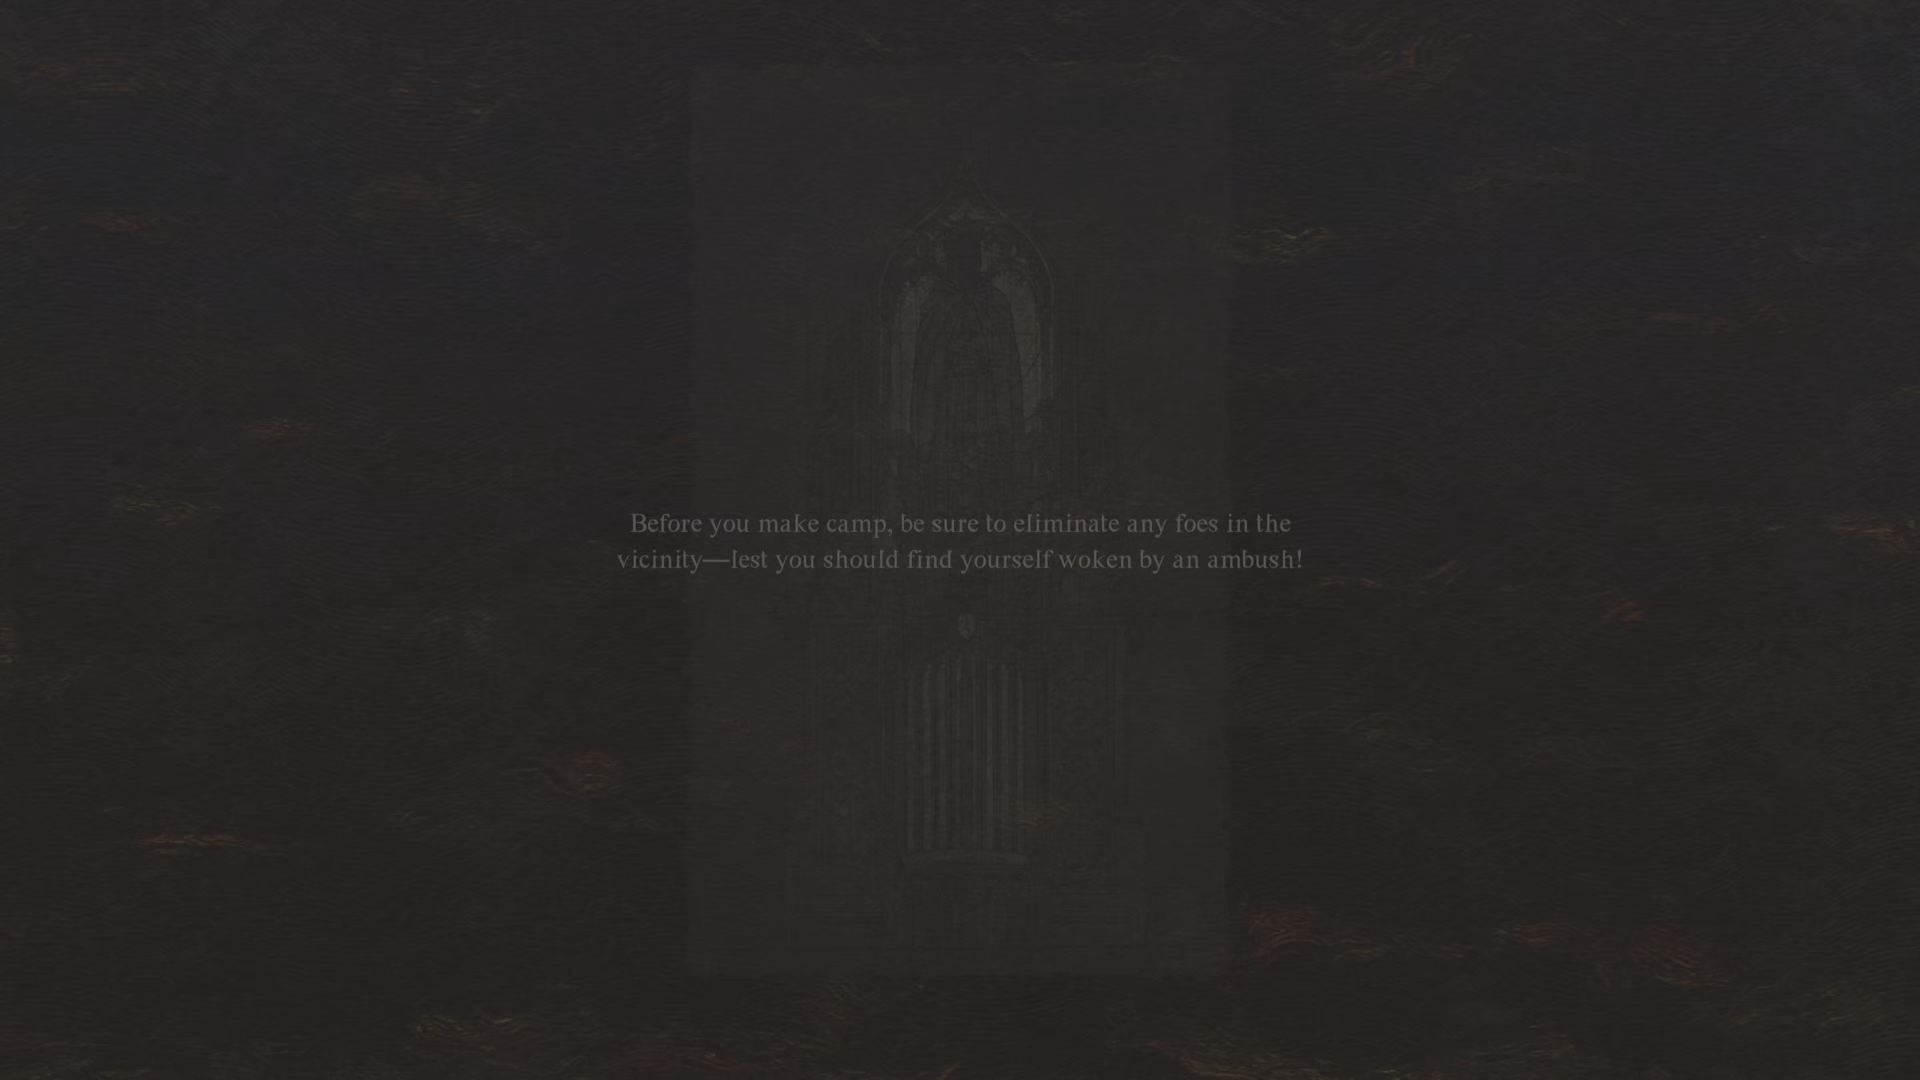 Before you make camp, be sure to eliminate any foes in the
vicinity—lest you should find yourself woken by an ambush!